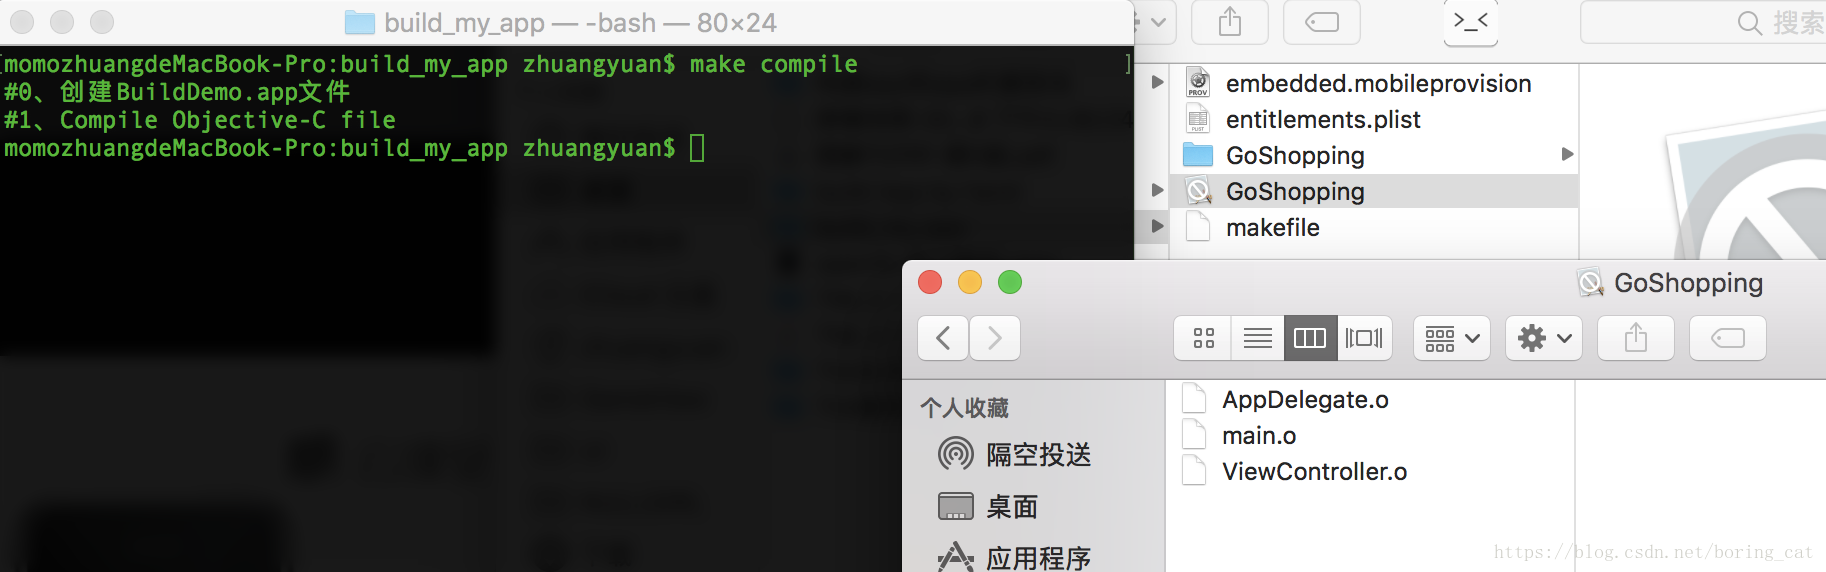 build_my_app — -bash — 80×24
momozhuangdeMacBook-Pro:build_my_app zhuangyuan$ make compile
#0、创建BuildDemo.app文件
#1、Compile Objective-C file
momozhuangdeMacBook-Pro:build_my_app zhuangyuan$
搜索
embedded.mobileprovision
entitlements.plist
GoShopping
GoShopping
makefile
GoShopping
个人收藏
隔空投送
桌面
应用程序
AppDelegate.o
main.o
ViewController.o
https://blog.csdn.net/boring_cat